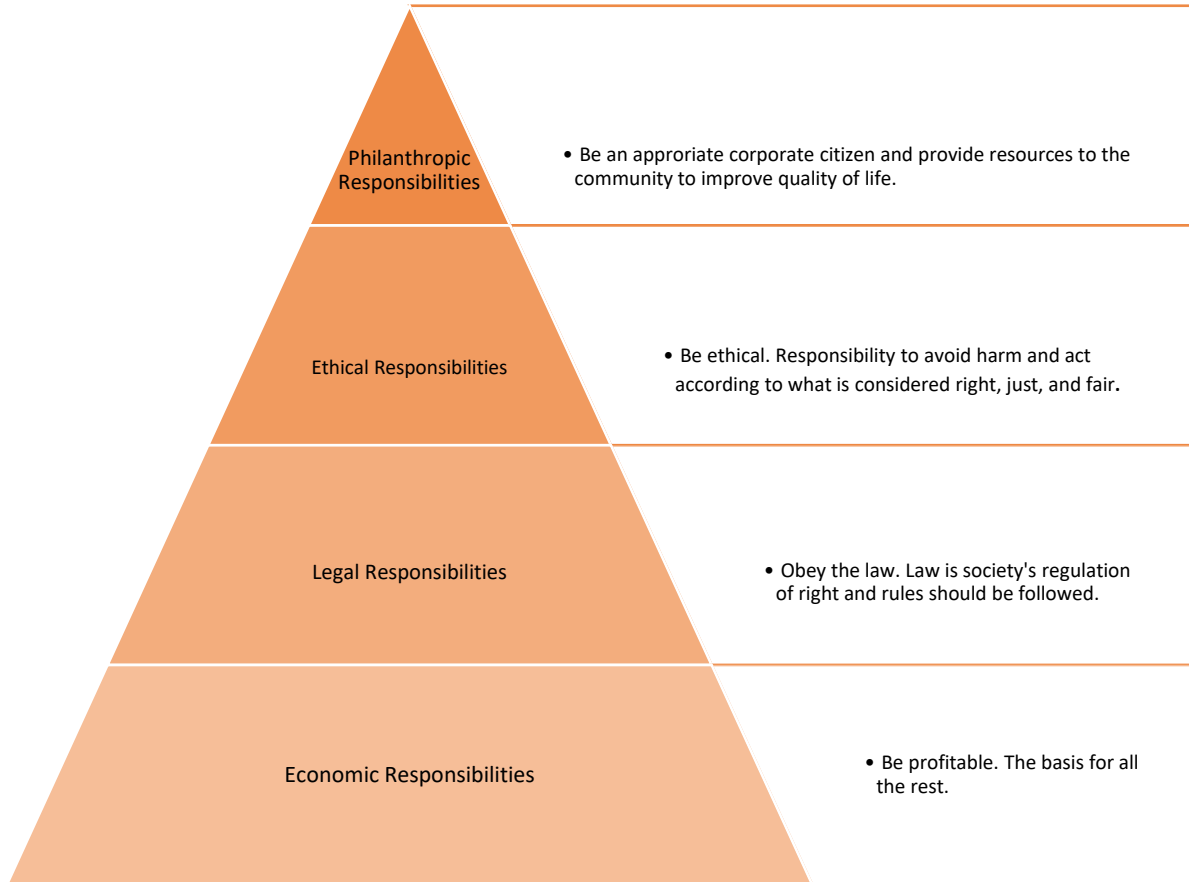 Philanthropic
Responsibilities
• Be an approriate corporate citizen and provide resources to the
community to improve quality of life.
Ethical Responsibilities
• Be ethical. Responsibility to avoid harm and act
according to what is considered right, just, and fair.
Legal Responsibilities
• Obey the law. Law is society's regulation
of right and rules should be followed.
Economic Responsibilities
• Be profitable. The basis for all
the rest.